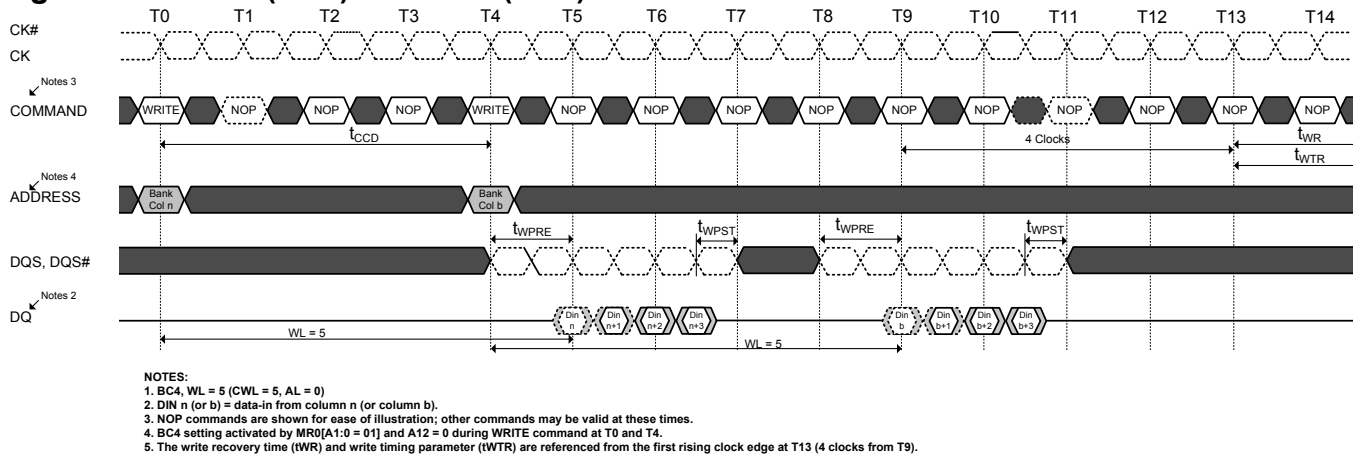 T0 T1 T2 T3 T4 T5 T6 T7 T8 T9 T10 T11 T12 T13 T14
CK#
CK
Notes 3
COMMAND
WRITE NOP NOP NOP WRITE NOP NOP NOP NOP NOP NOP NOP NOP NOP NOP
tCCD
4 Clocks
tWR
tWTR
Notes 4
ADDRESS
Bank
Col n
Bank
Col b
tWPRE tWPST tWPRE tWPST
DQS, DQS#
Notes 2
DQ
Din
n
Din
n+1
Din
n+2
Din
n+3
Din
b
Din
b+1
Din
b+2
Din
b+3
WL = 5
WL = 5
NOTES:
1. BC4, WL = 5 (CWL = 5, AL = 0)
2. DIN n (or b) = data-in from column n (or column b).
3. NOP commands are shown for ease of illustration; other commands may be valid at these times.
4. BC4 setting activated by MR0[A1:0 = 01] and A12 = 0 during WRITE command at T0 and T4.
5. The write recovery time (tWR) and write timing parameter (tWTR) are referenced from the first rising clock edge at T13 (4 clocks from T9).